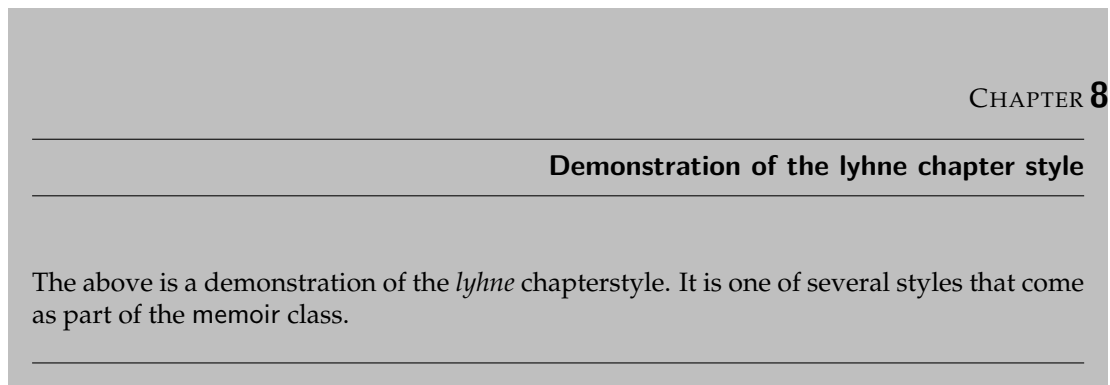 CHAPTER 8
Demonstration of the lyhne chapter style
The above is a demonstration of the lyhne chapterstyle. It is one of several styles that come
as part of the memoir class.